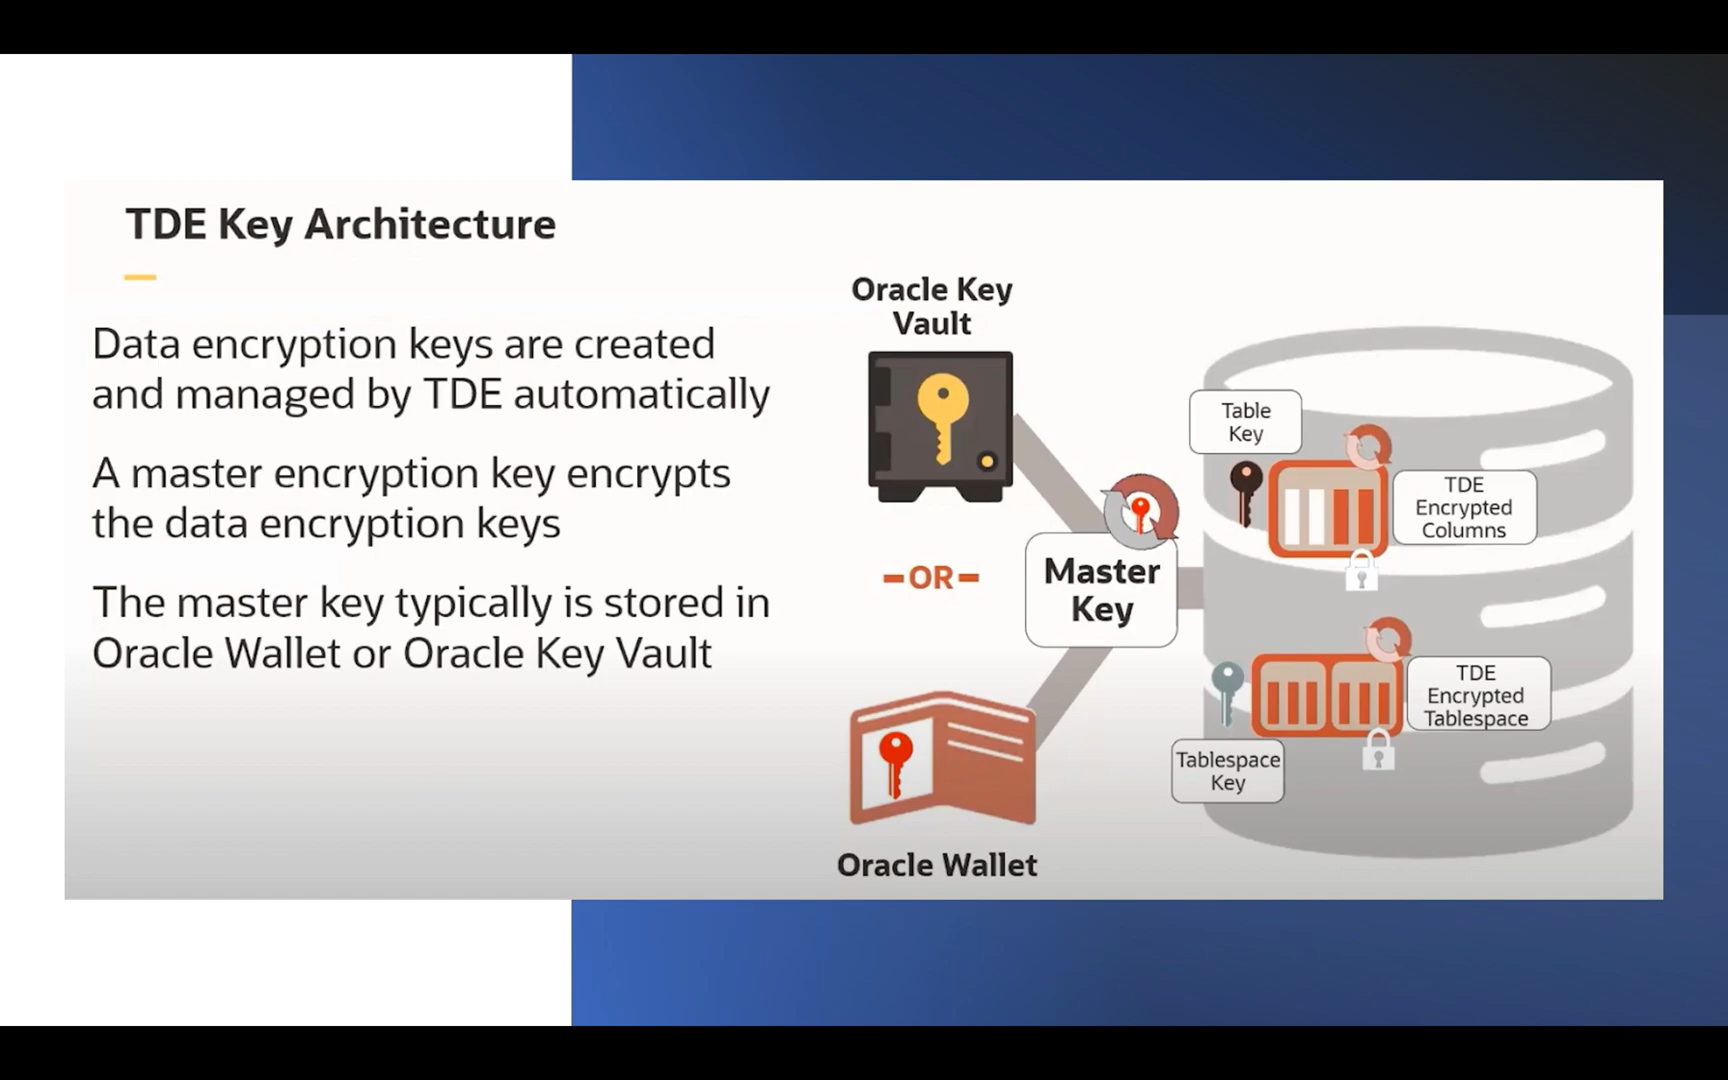 TDE Key Architecture
Data encryption keys are created
and managed by TDE automatically
A master encryption key encrypts
the data encryption keys
The master key typically is stored in
Oracle Wallet or Oracle Key Vault
Oracle Key
Vault
OR
Oracle Wallet
Master
Key
Table
Key
TDE
Encrypted
Columns
TDE
Encrypted
Tablespace
Tablespace
Key